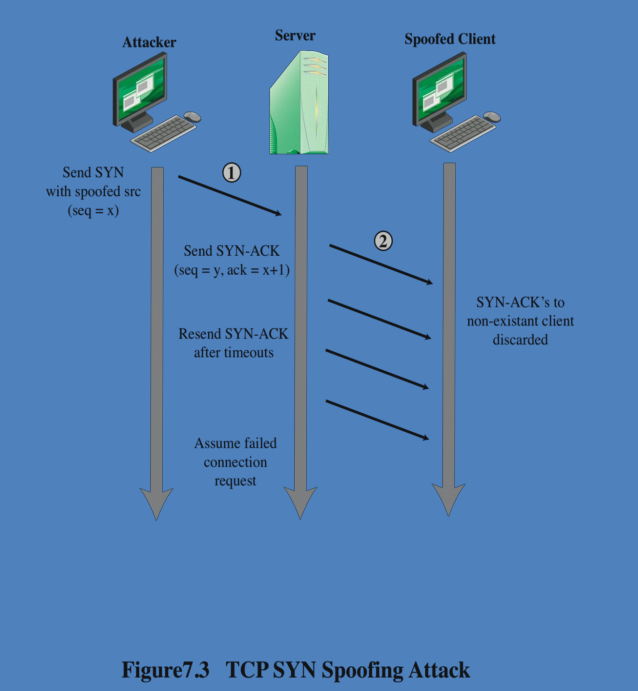 Attacker
Server
Spoofed Client
Send SYN
with spoofed src
(seq = x)
1
Send SYN-ACK
(seq = y, ack = x+1)
2
SYN-ACK's to
non-existant client
discarded
Resend SYN-ACK
after timeouts
Assume failed
connection
request
Figure7.3 TCP SYN Spoofing Attack